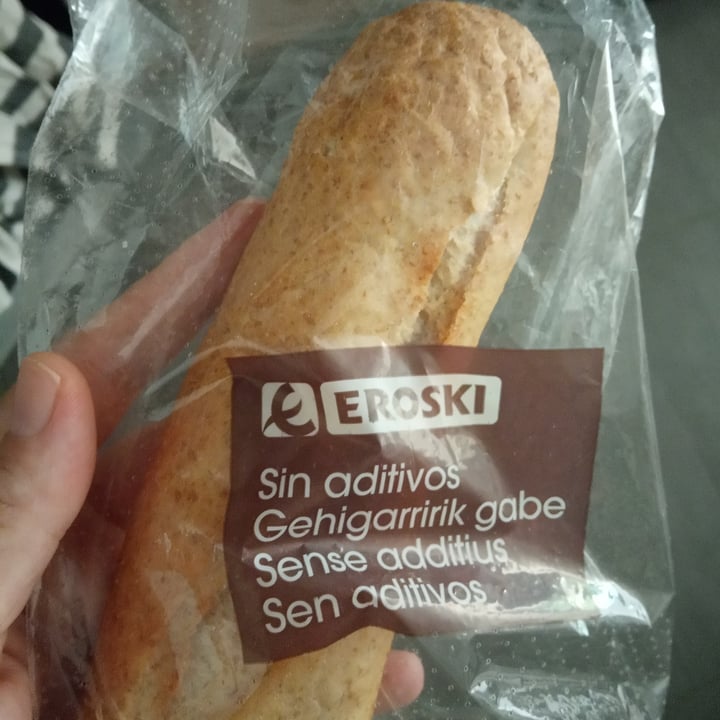 e EROSKI
Sin aditivos
Gehigarririk gabe
Sense additius
Sen aditivos